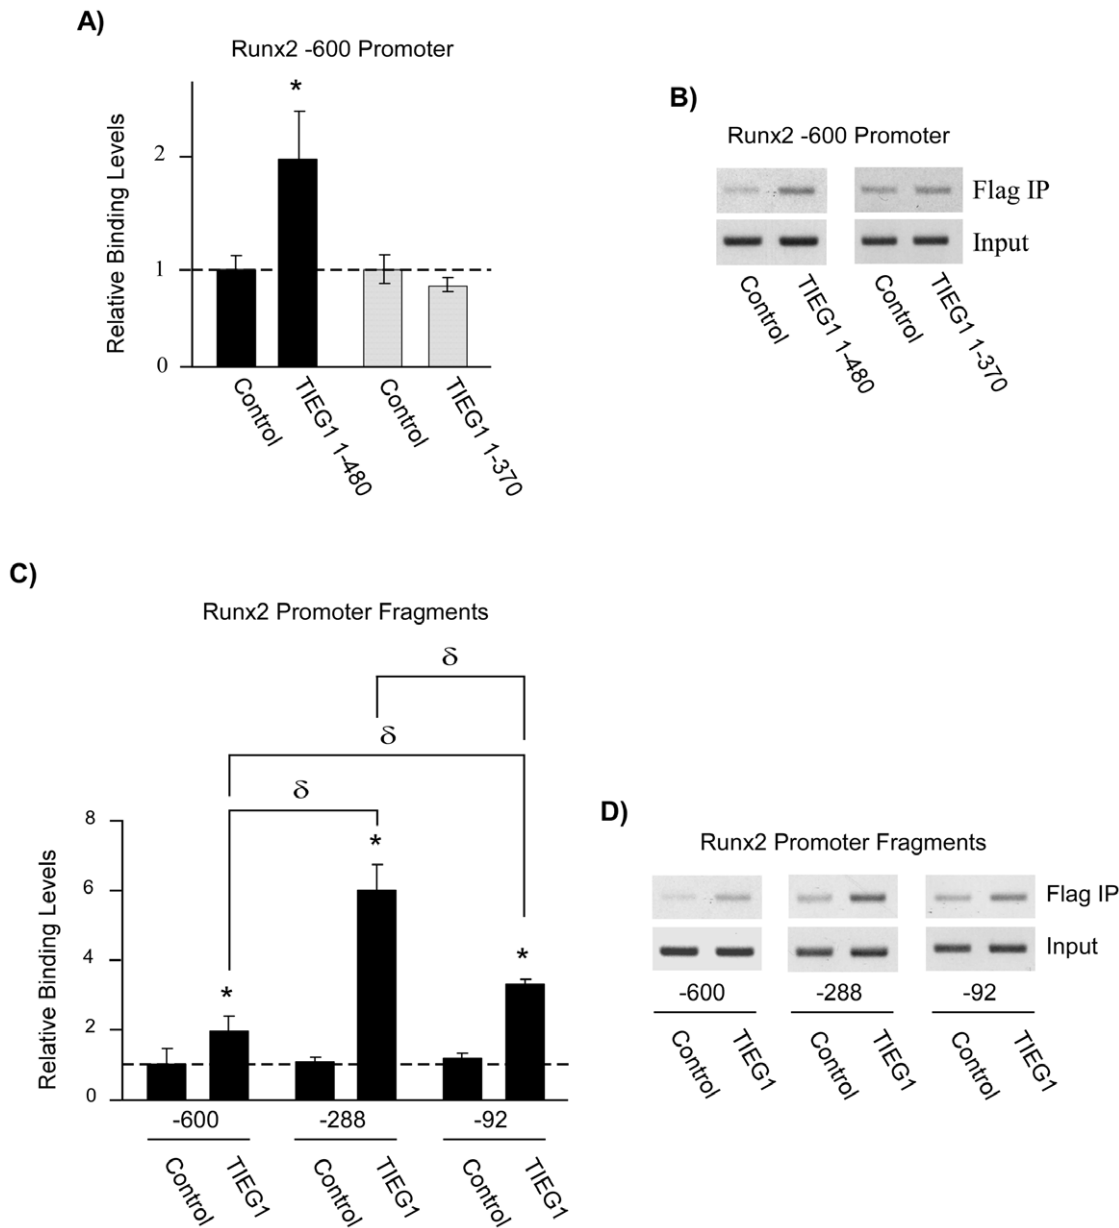 A)
Runx2 -600 Promoter
*
Relative Binding Levels
2
1
0
Control
TIEG1 1-480
Control
TIEG1 1-370
B)
Runx2 -600 Promoter
Flag IP
Input
Control
TIEG1 1-480
Control
TIEG1 1-370
C)
Runx2 Promoter Fragments
δ
δ
δ
Relative Binding Levels
8
6
4
2
0
*
*
*
-600
-288
-92
Control
TIEG1
Control
TIEG1
Control
TIEG1
D)
Runx2 Promoter Fragments
Flag IP
Input
-600
-288
-92
Control
TIEG1
Control
TIEG1
Control
TIEG1